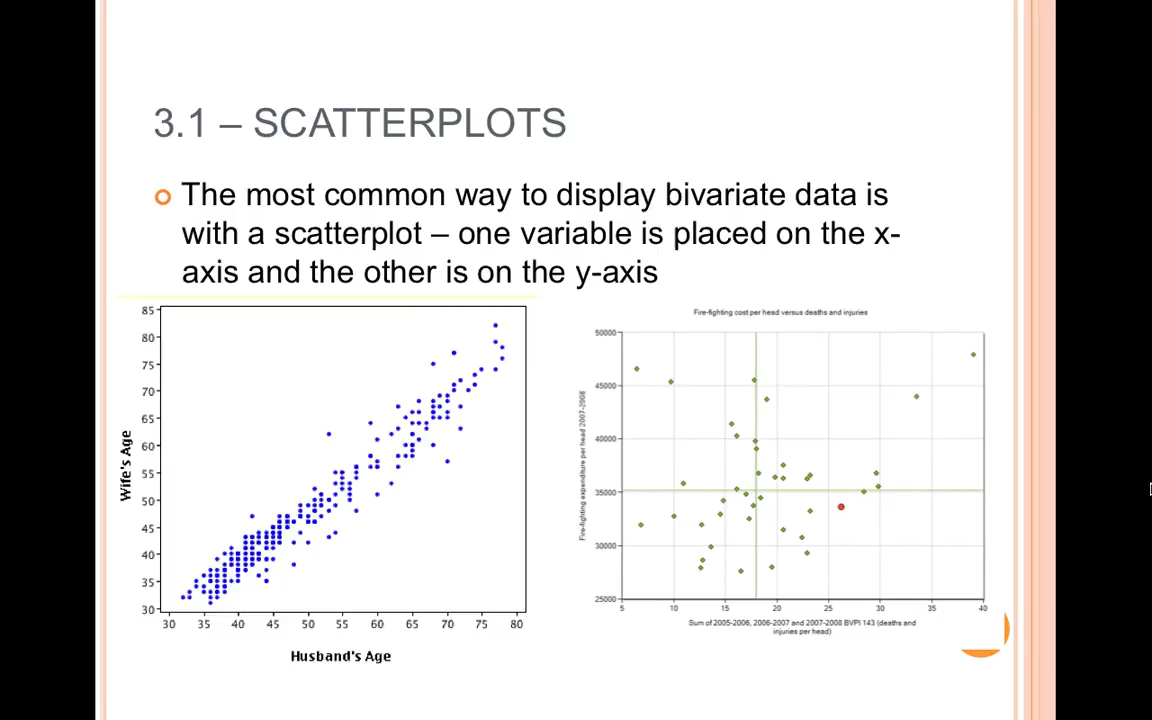 3.1 – SCATTERPLOTS
The most common way to display bivariate data is
with a scatterplot – one variable is placed on the x-
axis and the other is on the y-axis
85
80
75
70
65
60
55
50
45
40
35
30
Wife's Age
30 35 40 45 50 55 60 65 70 75 80
Husband's Age
Fire-fighting cost per head versus deaths and injuries
50000
45000
40000
35000
30000
25000
Fire-fighting expenditure per head 2007-2008
5 10 15 20 25 30 35 40
Sum of 2005-2006, 2006-2007 and 2007-2008 BVPI 143 (deaths and
injuries per head)